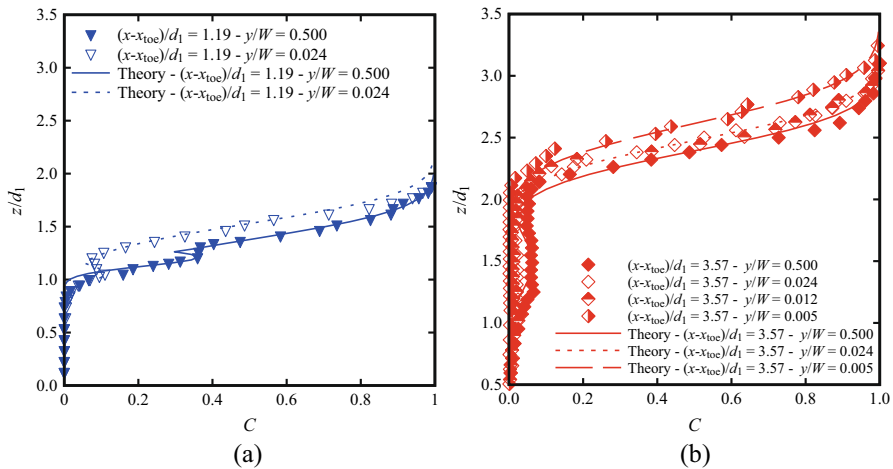 3.5
3.0
2.5
2.0
1.5
1.0
0.5
0.0
z/d₁
(x-xₜₒₑ)/d₁ = 1.19 - y/W = 0.500
(x-xₜₒₑ)/d₁ = 1.19 - y/W = 0.024
Theory - (x-xₜₒₑ)/d₁ = 1.19 - y/W = 0.500
Theory - (x-xₜₒₑ)/d₁ = 1.19 - y/W = 0.024
0 0.2 0.4 0.6 0.8 1
C
(a)
3.5
3.0
2.5
2.0
1.5
1.0
0.5
z/d₁
(x-xₜₒₑ)/d₁ = 3.57 - y/W = 0.500
(x-xₜₒₑ)/d₁ = 3.57 - y/W = 0.024
(x-xₜₒₑ)/d₁ = 3.57 - y/W = 0.012
(x-xₜₒₑ)/d₁ = 3.57 - y/W = 0.005
Theory - (x-xₜₒₑ)/d₁ = 3.57 - y/W = 0.500
Theory - (x-xₜₒₑ)/d₁ = 3.57 - y/W = 0.024
Theory - (x-xₜₒₑ)/d₁ = 3.57 - y/W = 0.005
0.0 0.2 0.4 0.6 0.8 1.0
C
(b)